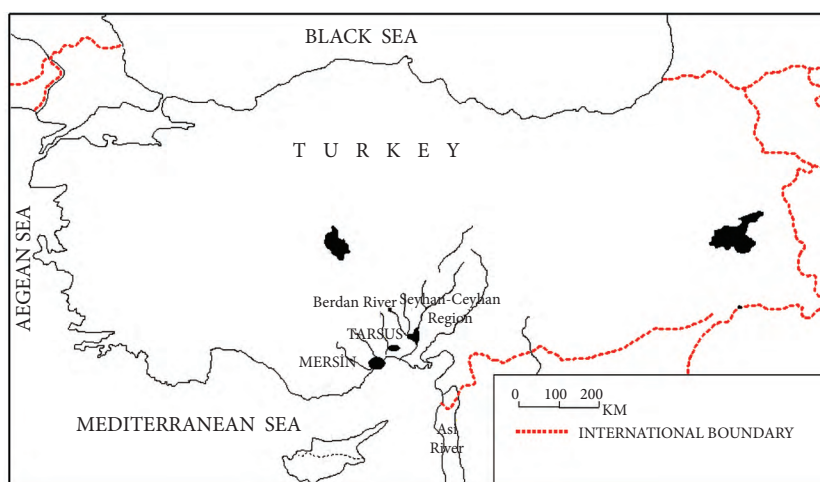 BLACK SEA
T U R K E Y
AEGEAN SEA
Berdan River
Seyhan-Ceyhan
Region
TARSUS
MERSIN
MEDITERRANEAN SEA
Asi
River
0 100 200
KM
INTERNATIONAL BOUNDARY